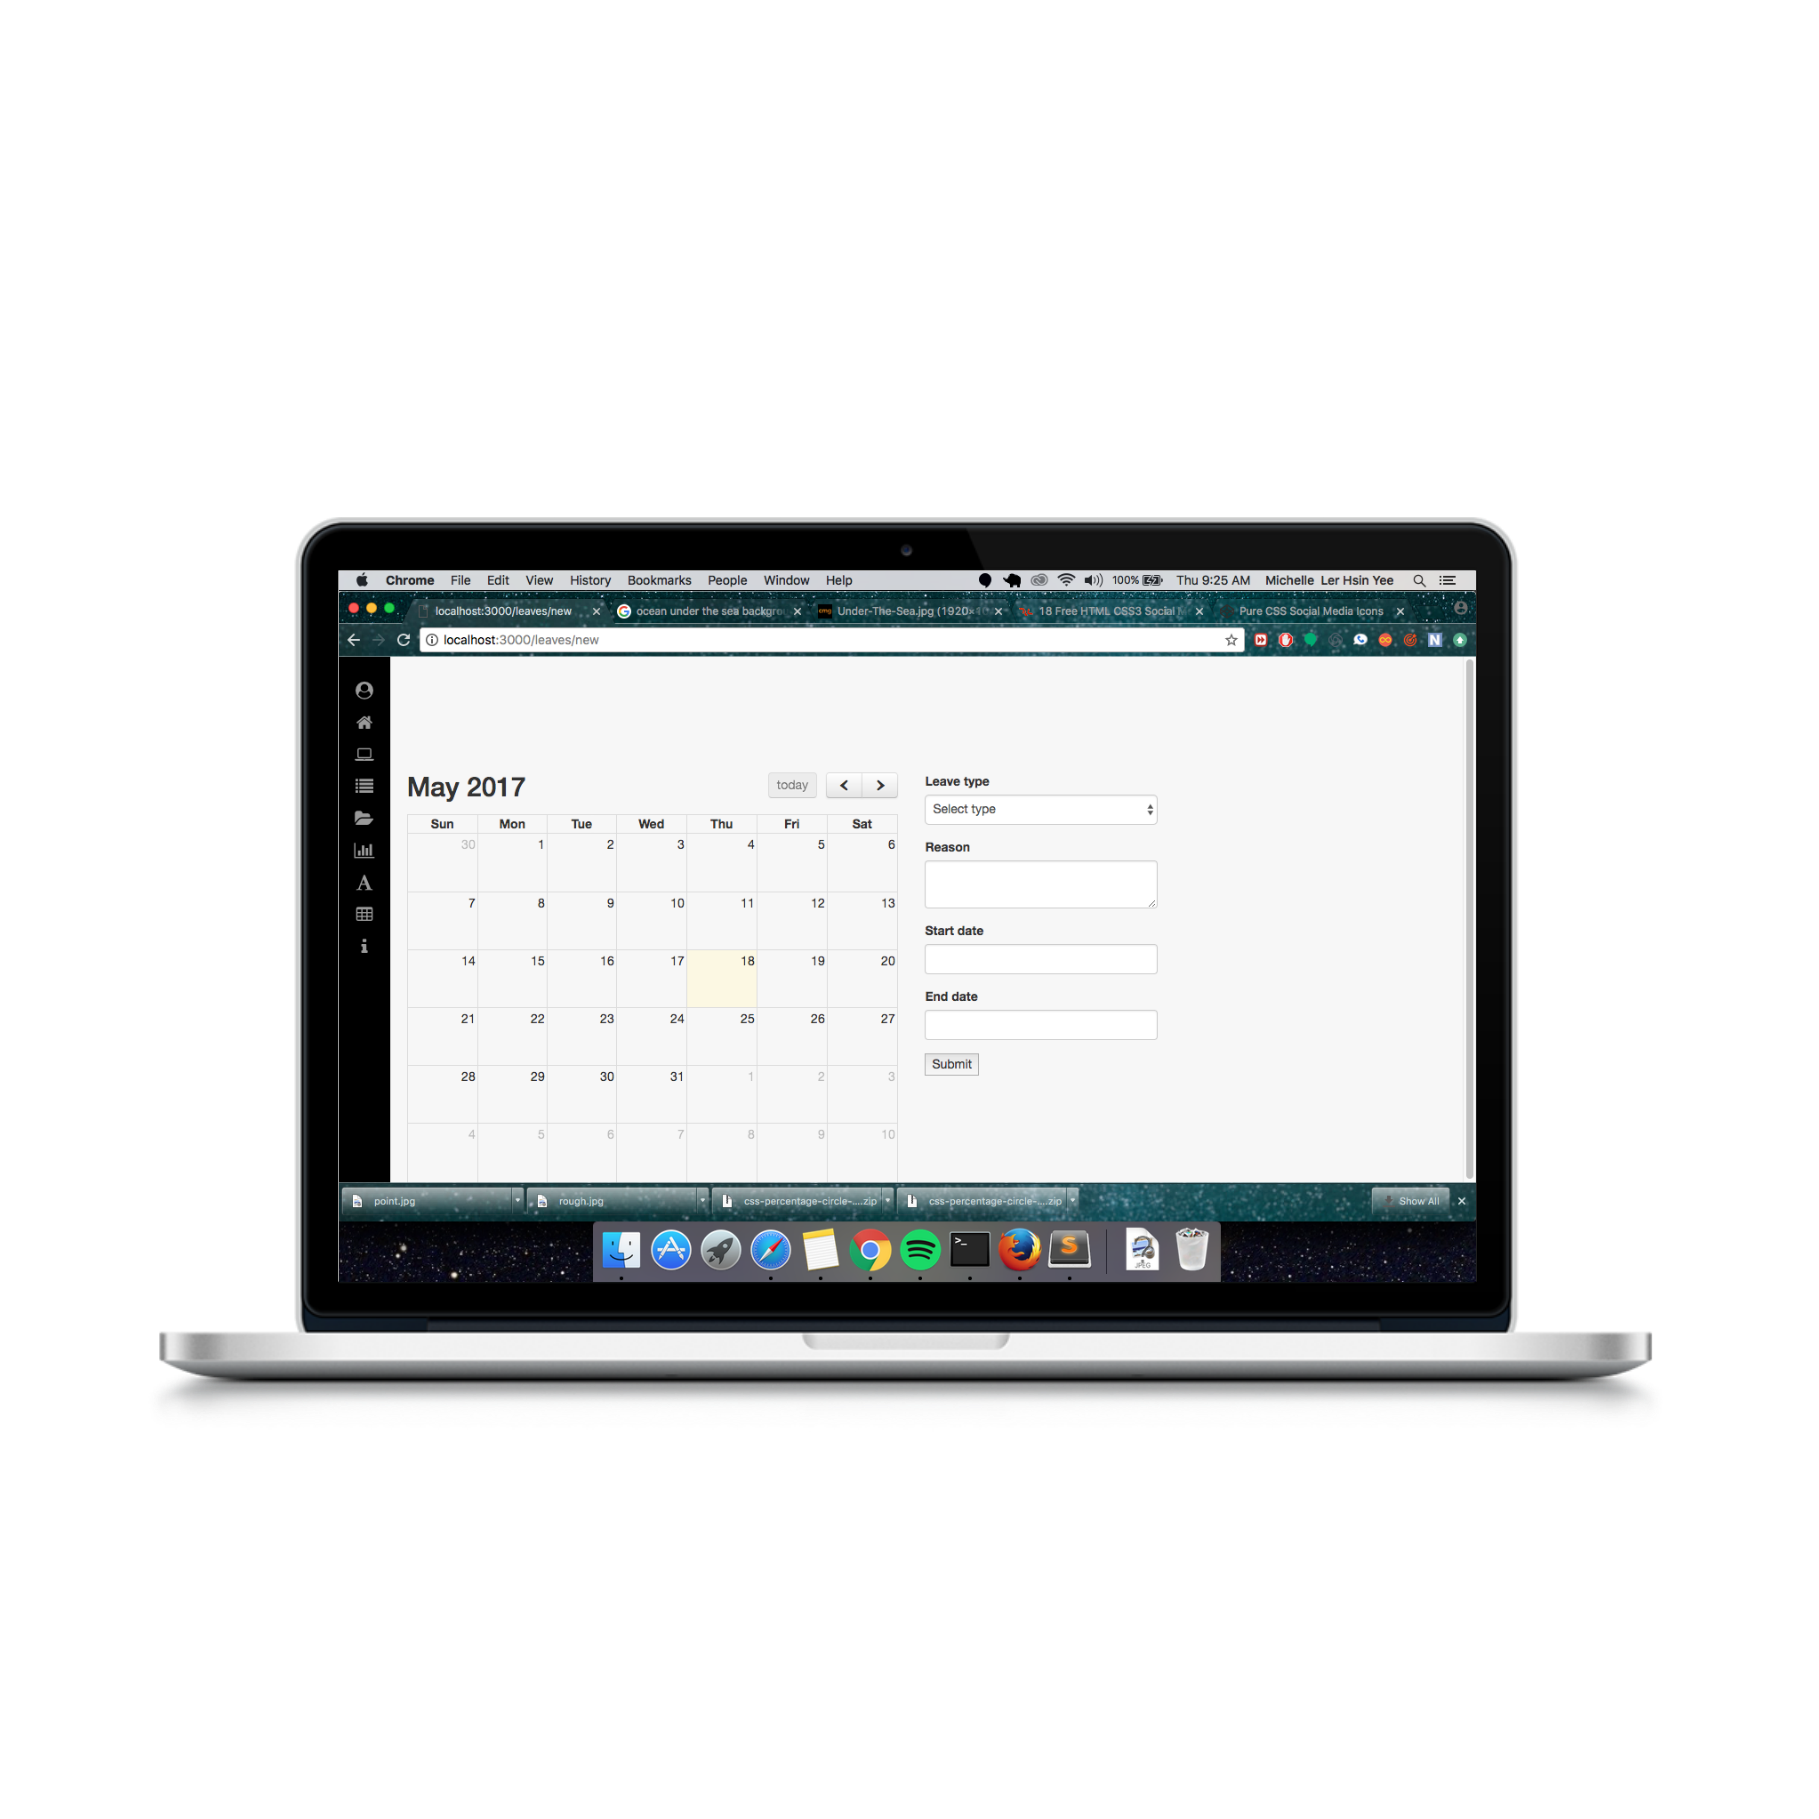 Chrome File Edit View History Bookmarks People Window Help 100% Thu 9:25 AM Michelle Ler Hsin Yee
localhost:3000/leaves/new ocean under the sea backgrou Under-The-Sea.jpg (1920× 18 Free HTML CSS3 Social Pure CSS Social Media Icons
localhost:3000/leaves/new
May 2017 today
Sun Mon Tue Wed Thu Fri Sat
30 1 2 3 4 5 6
7 8 9 10 11 12 13
14 15 16 17 18 19 20
21 22 23 24 25 26 27
28 29 30 31 1 2 3
4 5 6 7 8 9 10
Leave type
Select type
Reason
Start date
End date
Submit
point.jpg rough.jpg css-percentage-circle-....zip css-percentage-circle-....zip Show All
>_ S JPEG